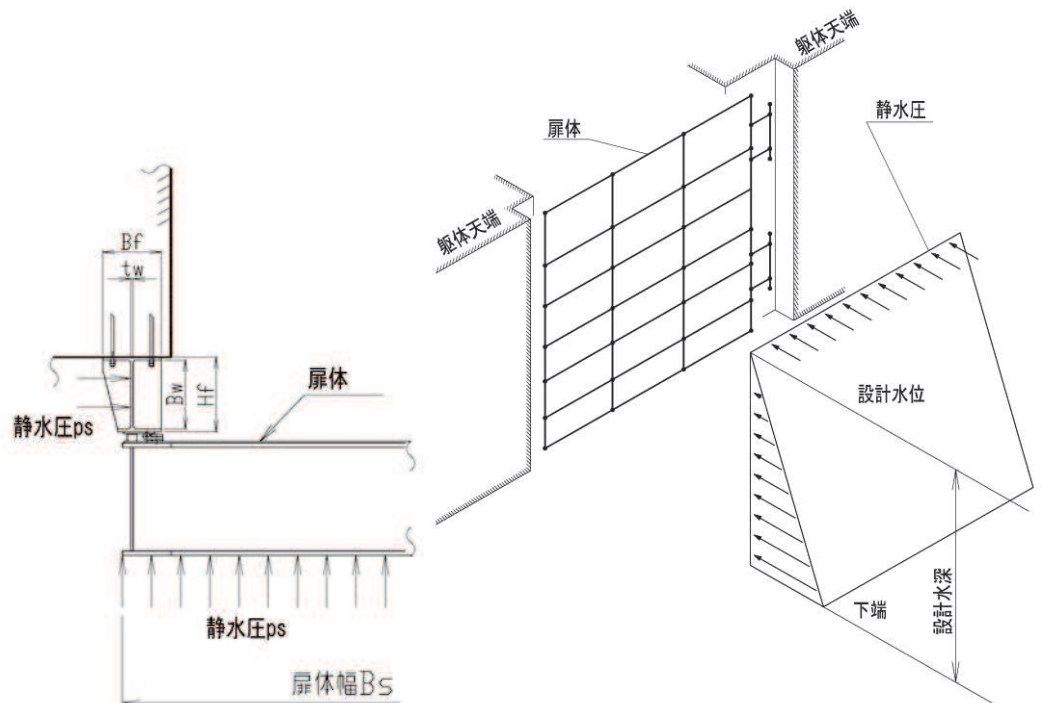 Bf
tw
Bw
Hf
静水圧ps
扉体
静水圧ps
扉体幅Bs
躯体天端
扉体
躯体天端
静水圧
設計水位
設計水深
下端